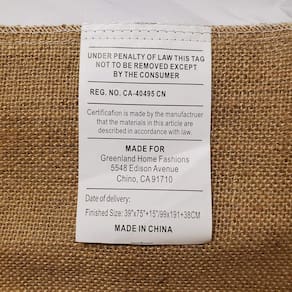 UNDER PENALTY OF LAW THIS TAG
NOT TO BE REMOVED EXCEPT
BY THE CONSUMER
REG. NO. CA-40495 CN
Certification is made by the manufactruer
that the materials in this article are
described in accordance with law.
MADE FOR
Greenland Home Fashions
5548 Edison Avenue
Chino, CA 91710
Date of delivery:
Finished Size: 39"x75"+15"/99x191+38CM
MADE IN CHINA